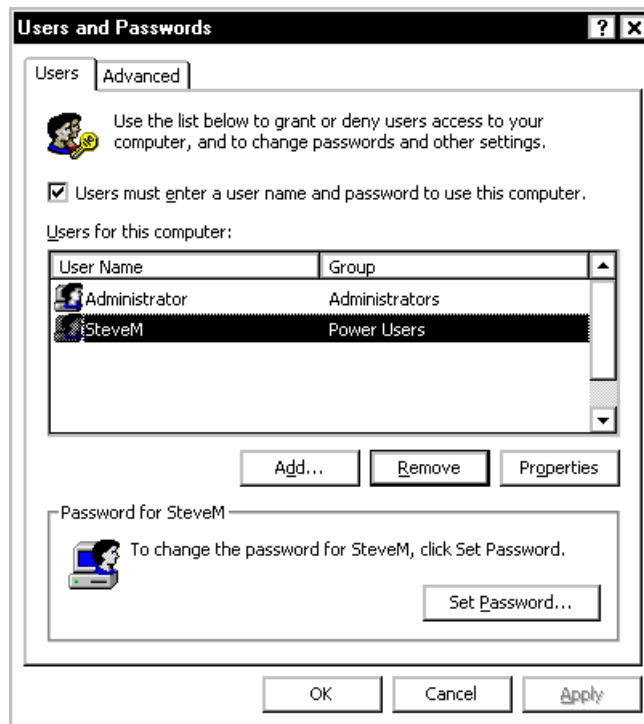 Users and Passwords
Users Advanced
Use the list below to grant or deny users access to your
computer, and to change passwords and other settings.
Users must enter a user name and password to use this computer.
Users for this computer:
User Name Group
Administrator Administrators
SteveM Power Users
Add... Remove Properties
Password for SteveM
To change the password for SteveM, click Set Password.
Set Password...
OK Cancel Apply